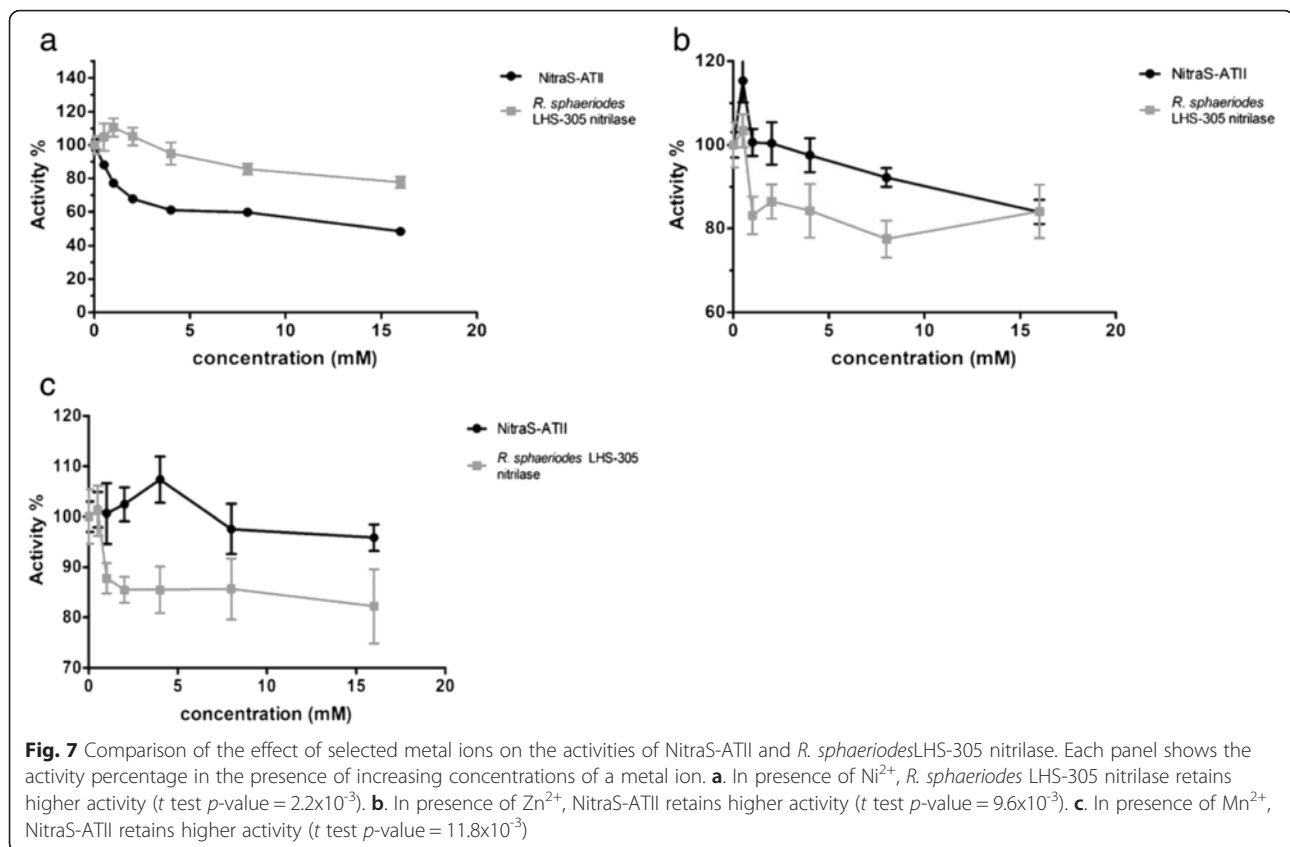 a
140
120
100
80
60
40
20
0
Activity %
0 5 10 15 20
concentration (mM)
NitraS-ATII
R. sphaeriodes
LHS-305 nitrilase
b
120
100
80
60
Activity %
0 5 10 15 20
concentration (mM)
NitraS-ATII
R. sphaeriodes
LHS-305 nitrilase
c
120
110
100
90
80
70
Activity %
0 5 10 15 20
concentration (mM)
NitraS-ATII
R. sphaeriodes LHS-305
nitrilase
Fig. 7 Comparison of the effect of selected metal ions on the activities of NitraS-ATII and R. sphaeriodesLHS-305 nitrilase. Each panel shows the
activity percentage in the presence of increasing concentrations of a metal ion. a. In presence of Ni²⁺, R. sphaeriodes LHS-305 nitrilase retains
higher activity (t test p-value = 2.2x10⁻³). b. In presence of Zn²⁺, NitraS-ATII retains higher activity (t test p-value = 9.6x10⁻³). c. In presence of Mn²⁺,
NitraS-ATII retains higher activity (t test p-value = 11.8x10⁻³)